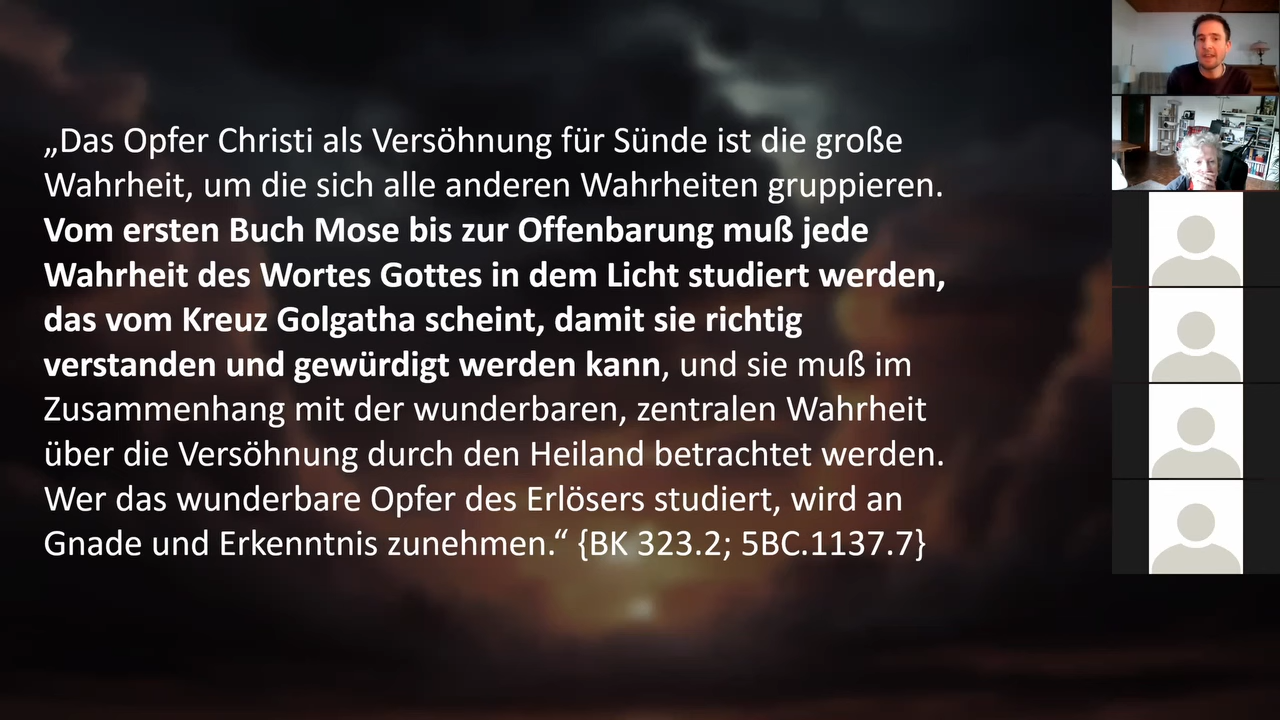 „Das Opfer Christi als Versöhnung für Sünde ist die große
Wahrheit, um die sich alle anderen Wahrheiten gruppieren.
Vom ersten Buch Mose bis zur Offenbarung muß jede
Wahrheit des Wortes Gottes in dem Licht studiert werden,
das vom Kreuz Golgatha scheint, damit sie richtig
verstanden und gewürdigt werden kann, und sie muß im
Zusammenhang mit der wunderbaren, zentralen Wahrheit
über die Versöhnung durch den Heiland betrachtet werden.
Wer das wunderbare Opfer des Erlösers studiert, wird an
Gnade und Erkenntnis zunehmen.“ {BK 323.2; 5BC.1137.7}